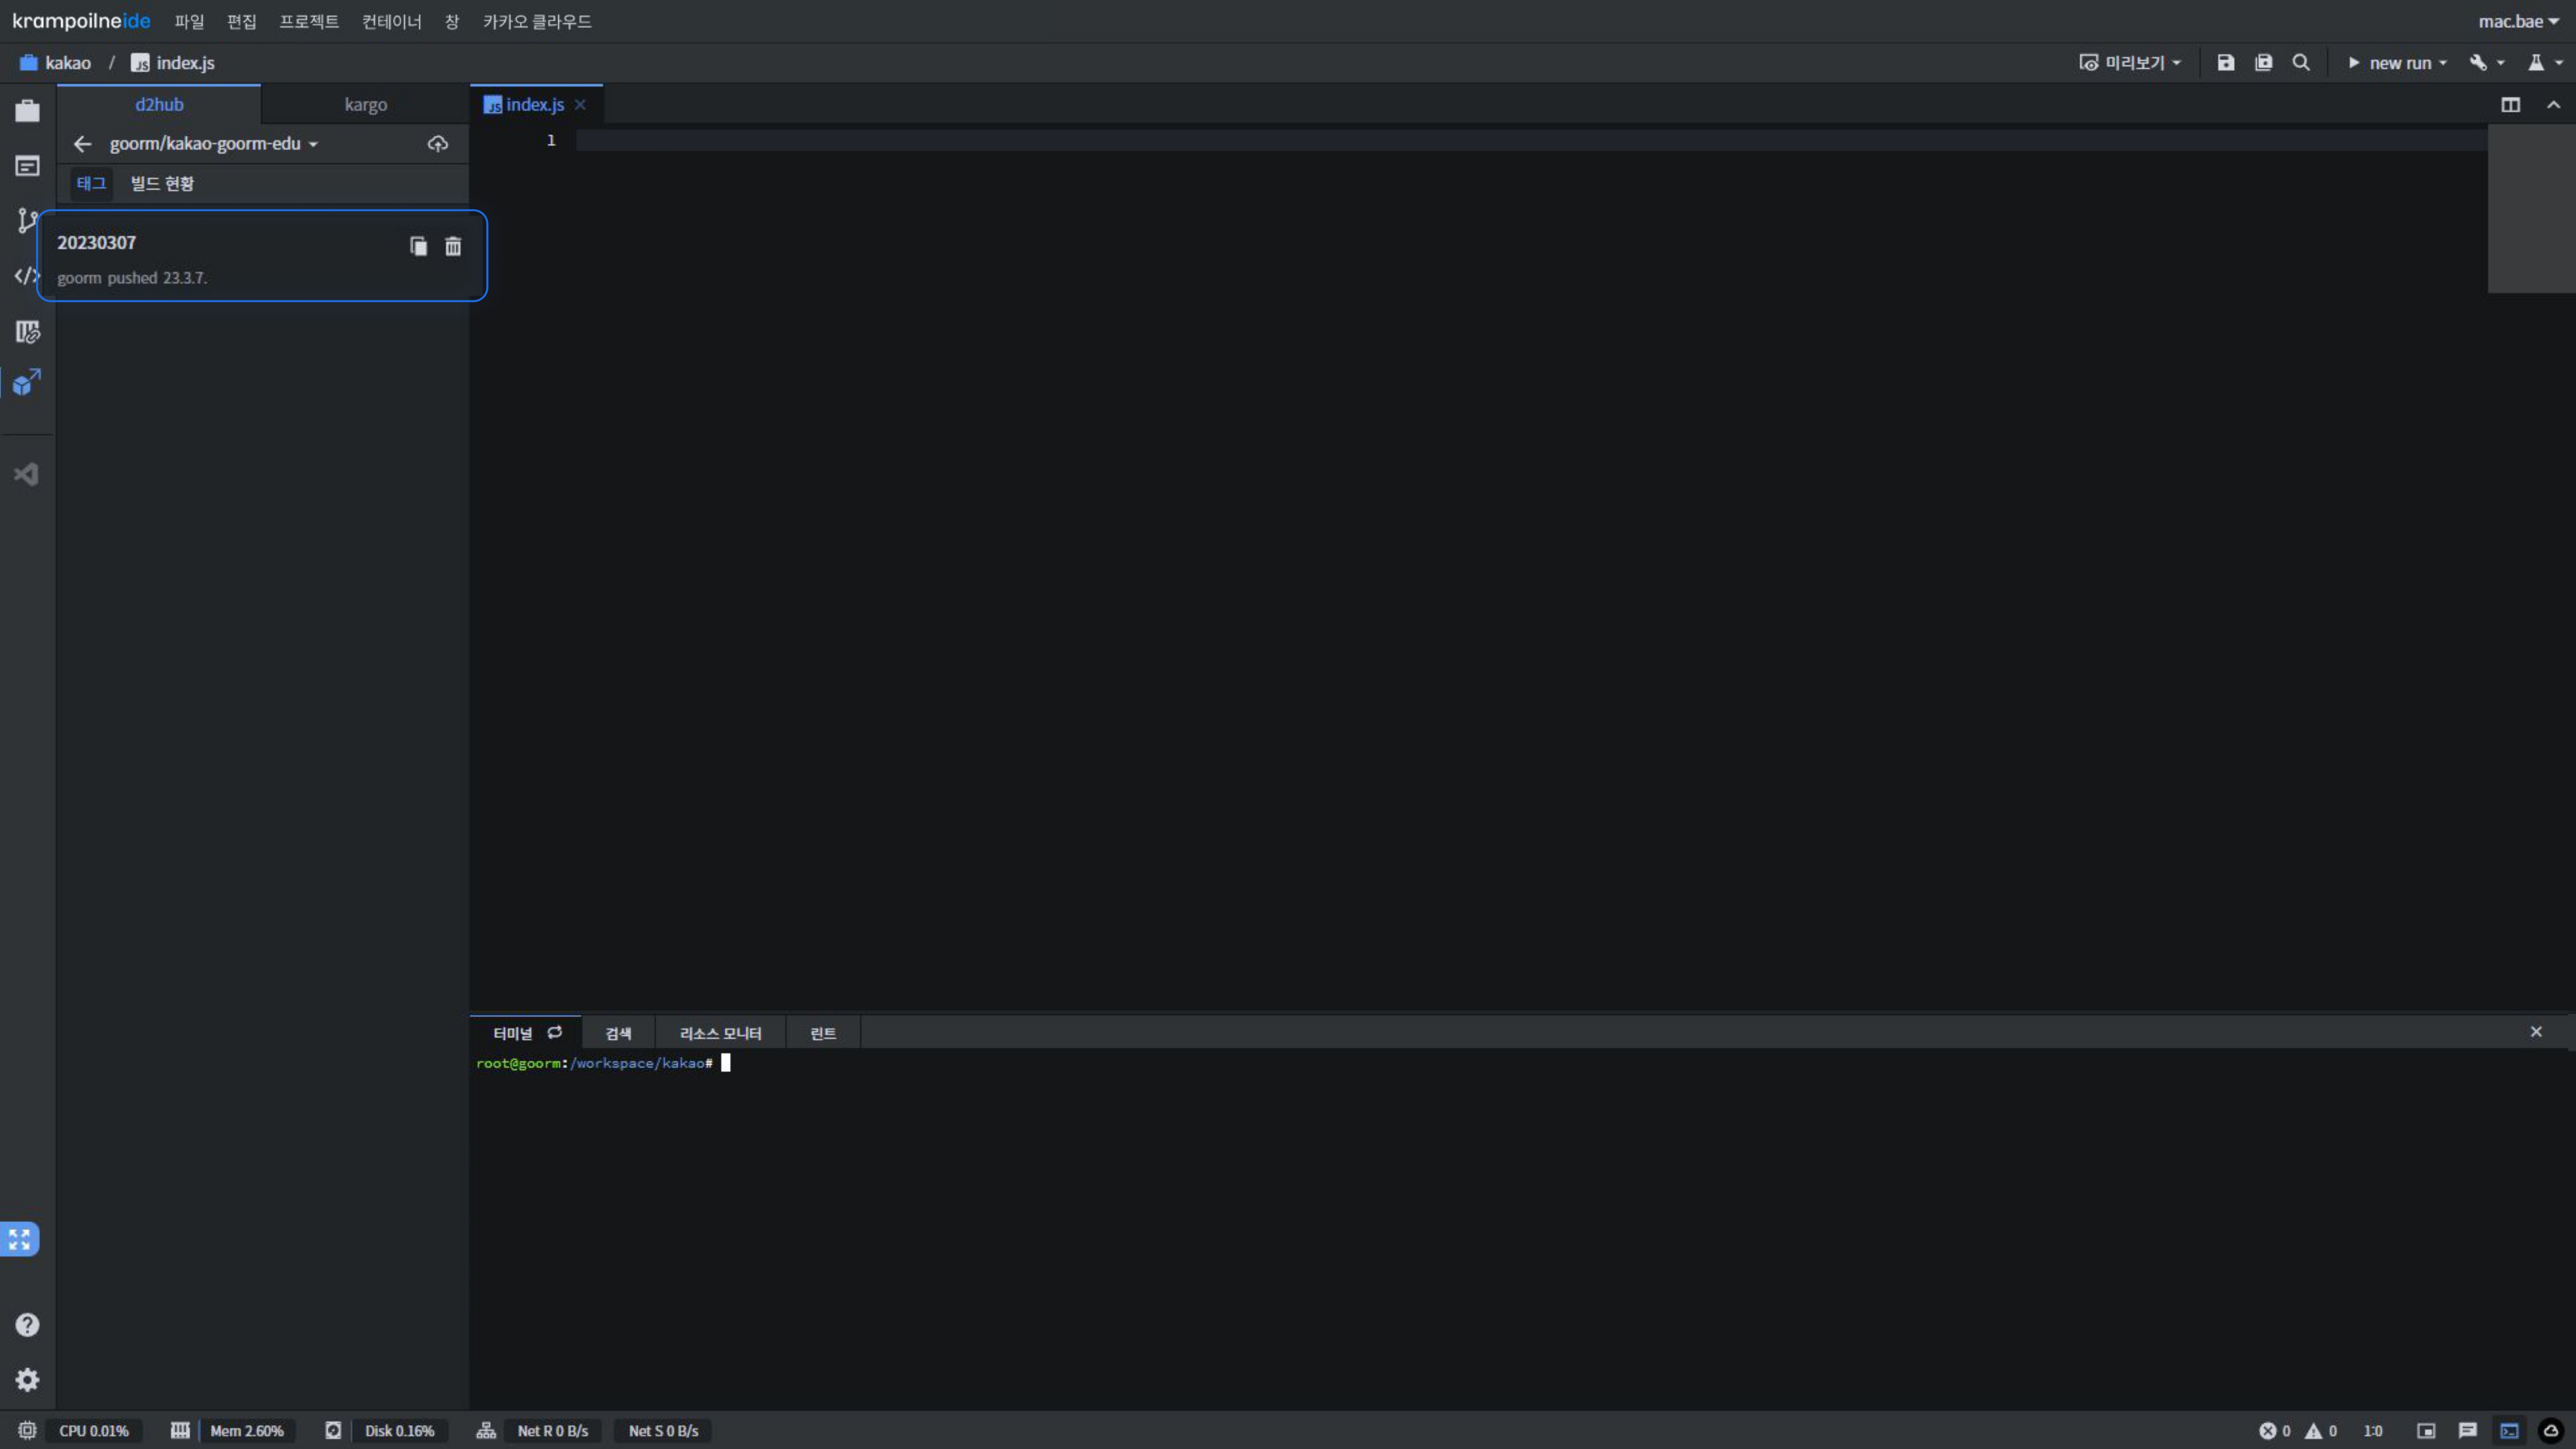 krampoilneide 파일 편집 프로젝트 컨테이너 창 카카오 클라우드 mac.bae
kakao / JS index.js 미리보기 new run
d2hub kargo JS index.js
goorm/kakao-goorm-edu
1
태그 빌드 현황
20230307
goorm pushed 23.3.7.
터미널 검색 리소스 모니터 린트
root@goorm:/workspace/kakao#
CPU 0.01% Mem 2.60% Disk 0.16% Net R 0 B/s Net S 0 B/s 0 0 1:0